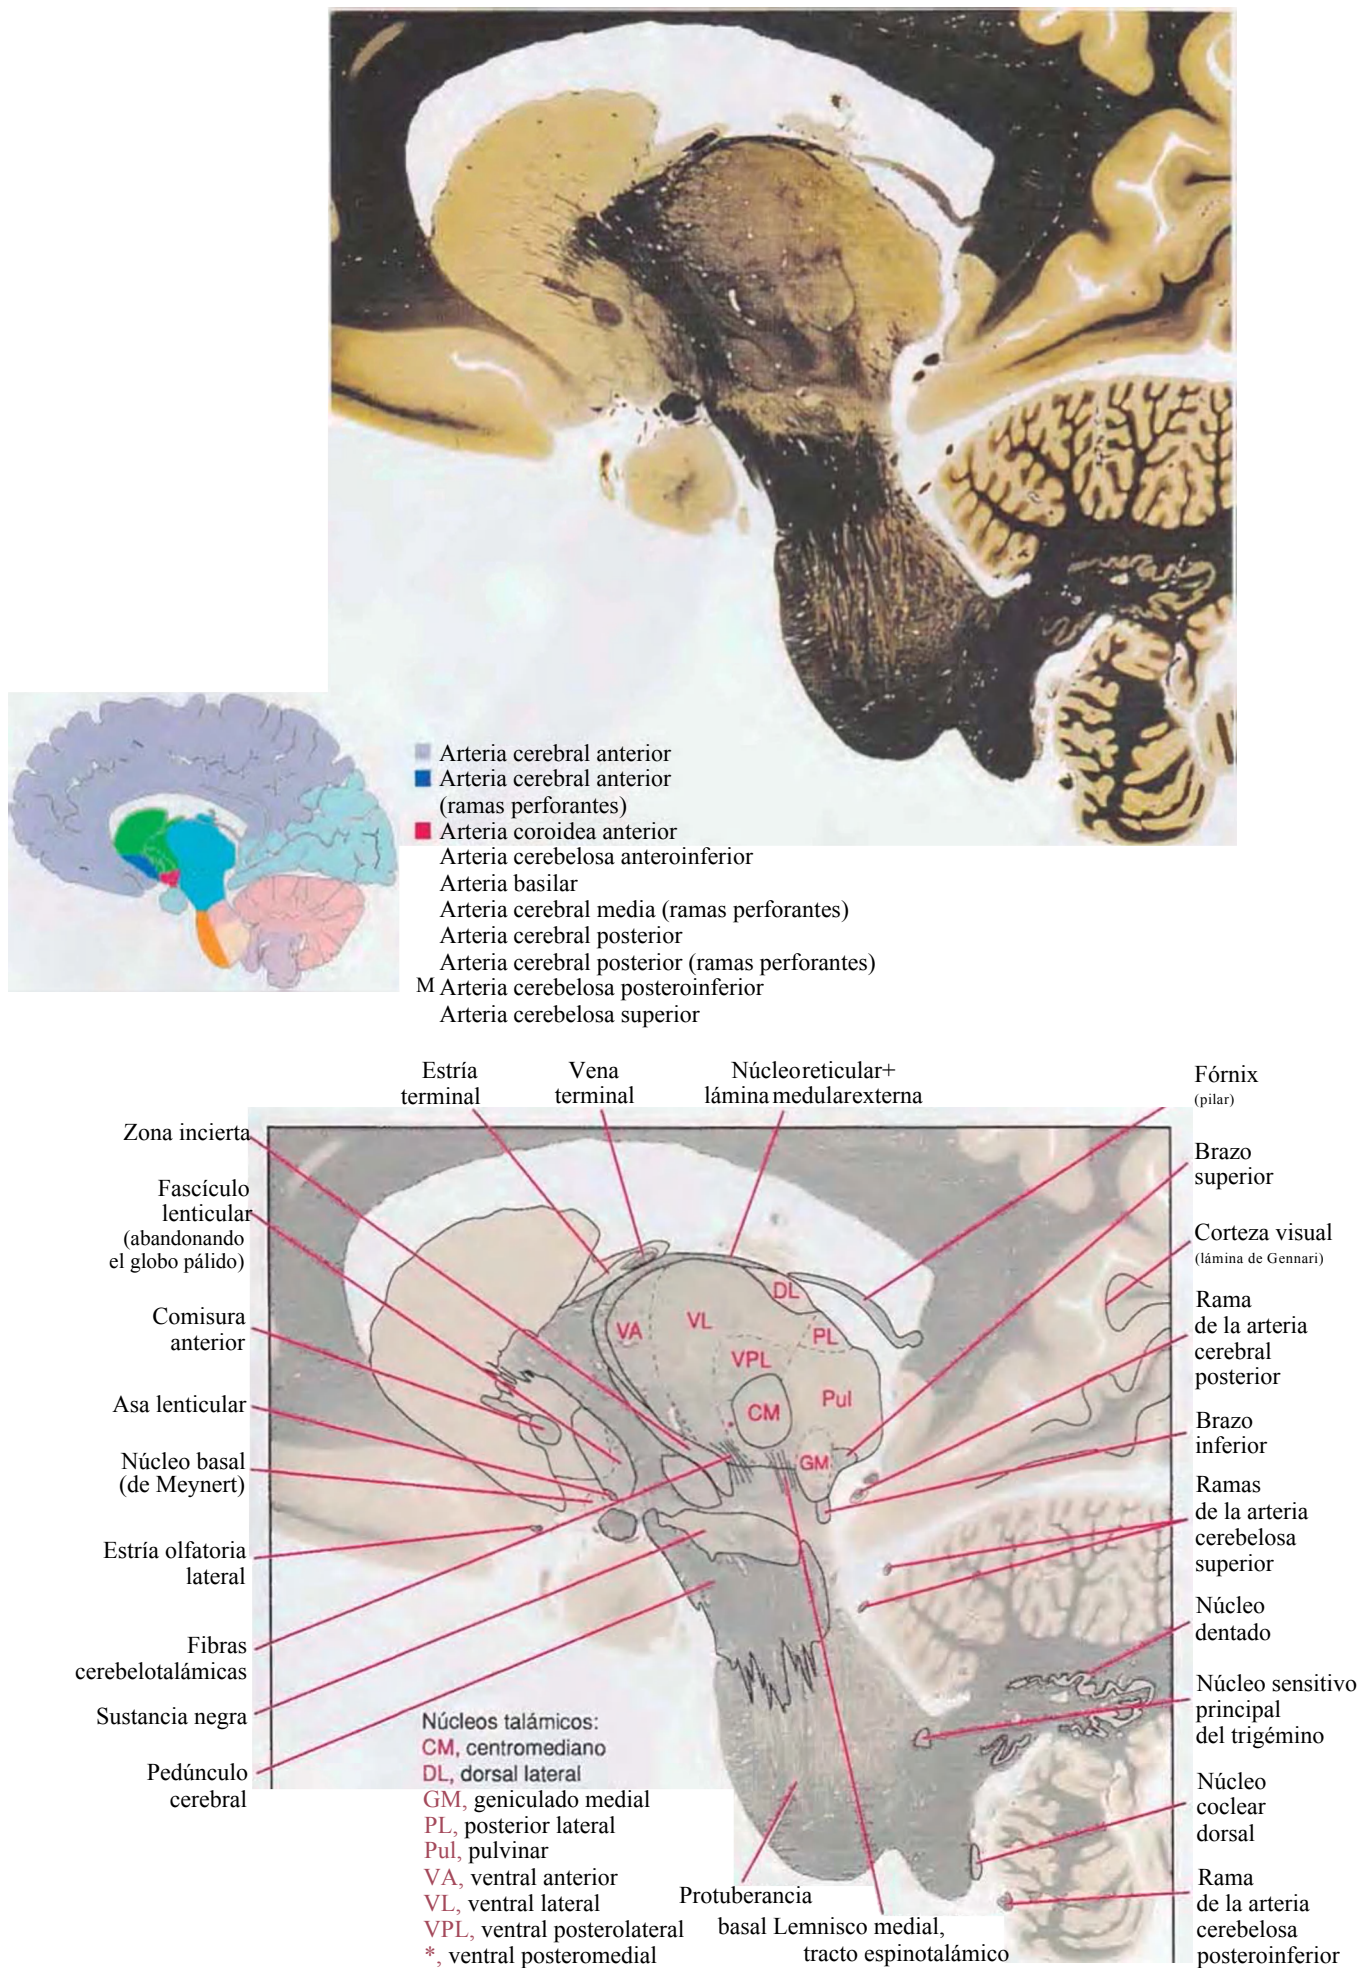 Arteria cerebral anterior
Arteria cerebral anterior
(ramas perforantes)
Arteria coroidea anterior
Arteria cerebelosa anteroinferior
Arteria basilar
Arteria cerebral media (ramas perforantes)
Arteria cerebral posterior
Arteria cerebral posterior (ramas perforantes)
M Arteria cerebelosa posteroinferior
Arteria cerebelosa superior
Estría
terminal
Vena
terminal
Núcleo reticular+
lámina medular externa
Fórnix
(pilar)
Zona incierta
Fascículo
lenticular
(abandonando
el globo pálido)
Comisura
anterior
Asa lenticular
Núcleo basal
(de Meynert)
Estría olfatoria
lateral
Fibras
cerebelotalámicas
Sustancia negra
Pedúnculo
cerebral
DL
VA
VL
PL
VPL
CM
Pul
*
GM
Brazo
superior
Corteza visual
(lámina de Gennari)
Rama
de la arteria
cerebral
posterior
Brazo
inferior
Ramas
de la arteria
cerebelosa
superior
Núcleo
dentado
Núcleo sensitivo
principal
del trigémino
Núcleo
coclear
dorsal
Rama
de la arteria
cerebelosa
posteroinferior
Núcleos talámicos:
CM, centromediano
DL, dorsal lateral
GM, geniculado medial
PL, posterior lateral
Pul, pulvinar
VA, ventral anterior
VL, ventral lateral
VPL, ventral posterolateral
*, ventral posteromedial
Protuberancia
basal Lemnisco medial,
tracto espinotalámico